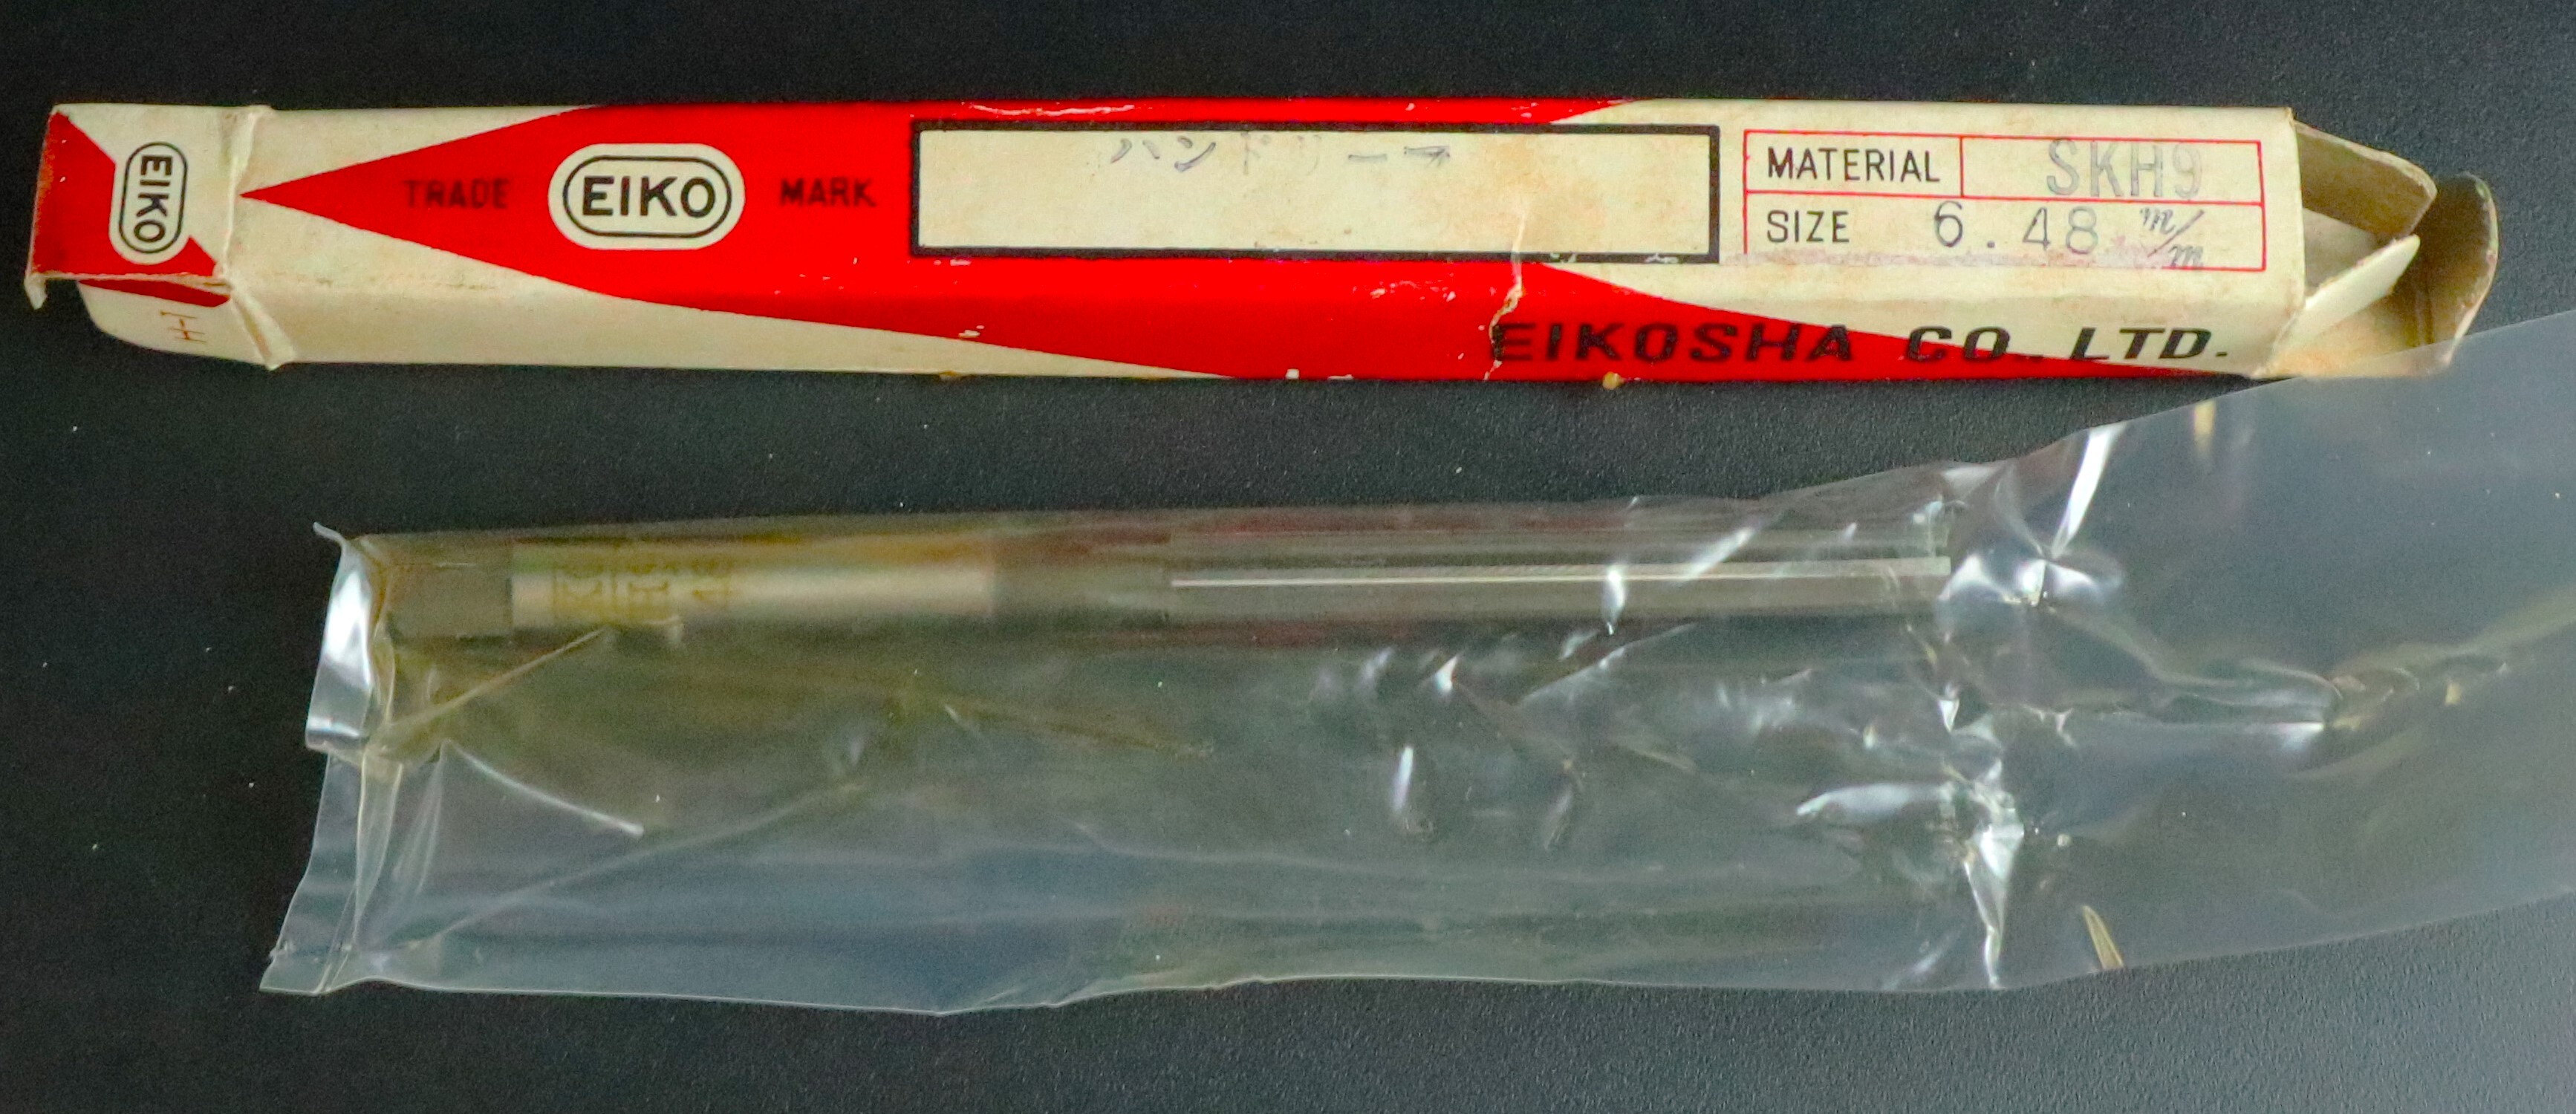 EIKO
TRADE EIKO MARK
ハンドリーマ
MATERIAL SKH9
SIZE 6.48 m/m
EIKOSHA CO. LTD.